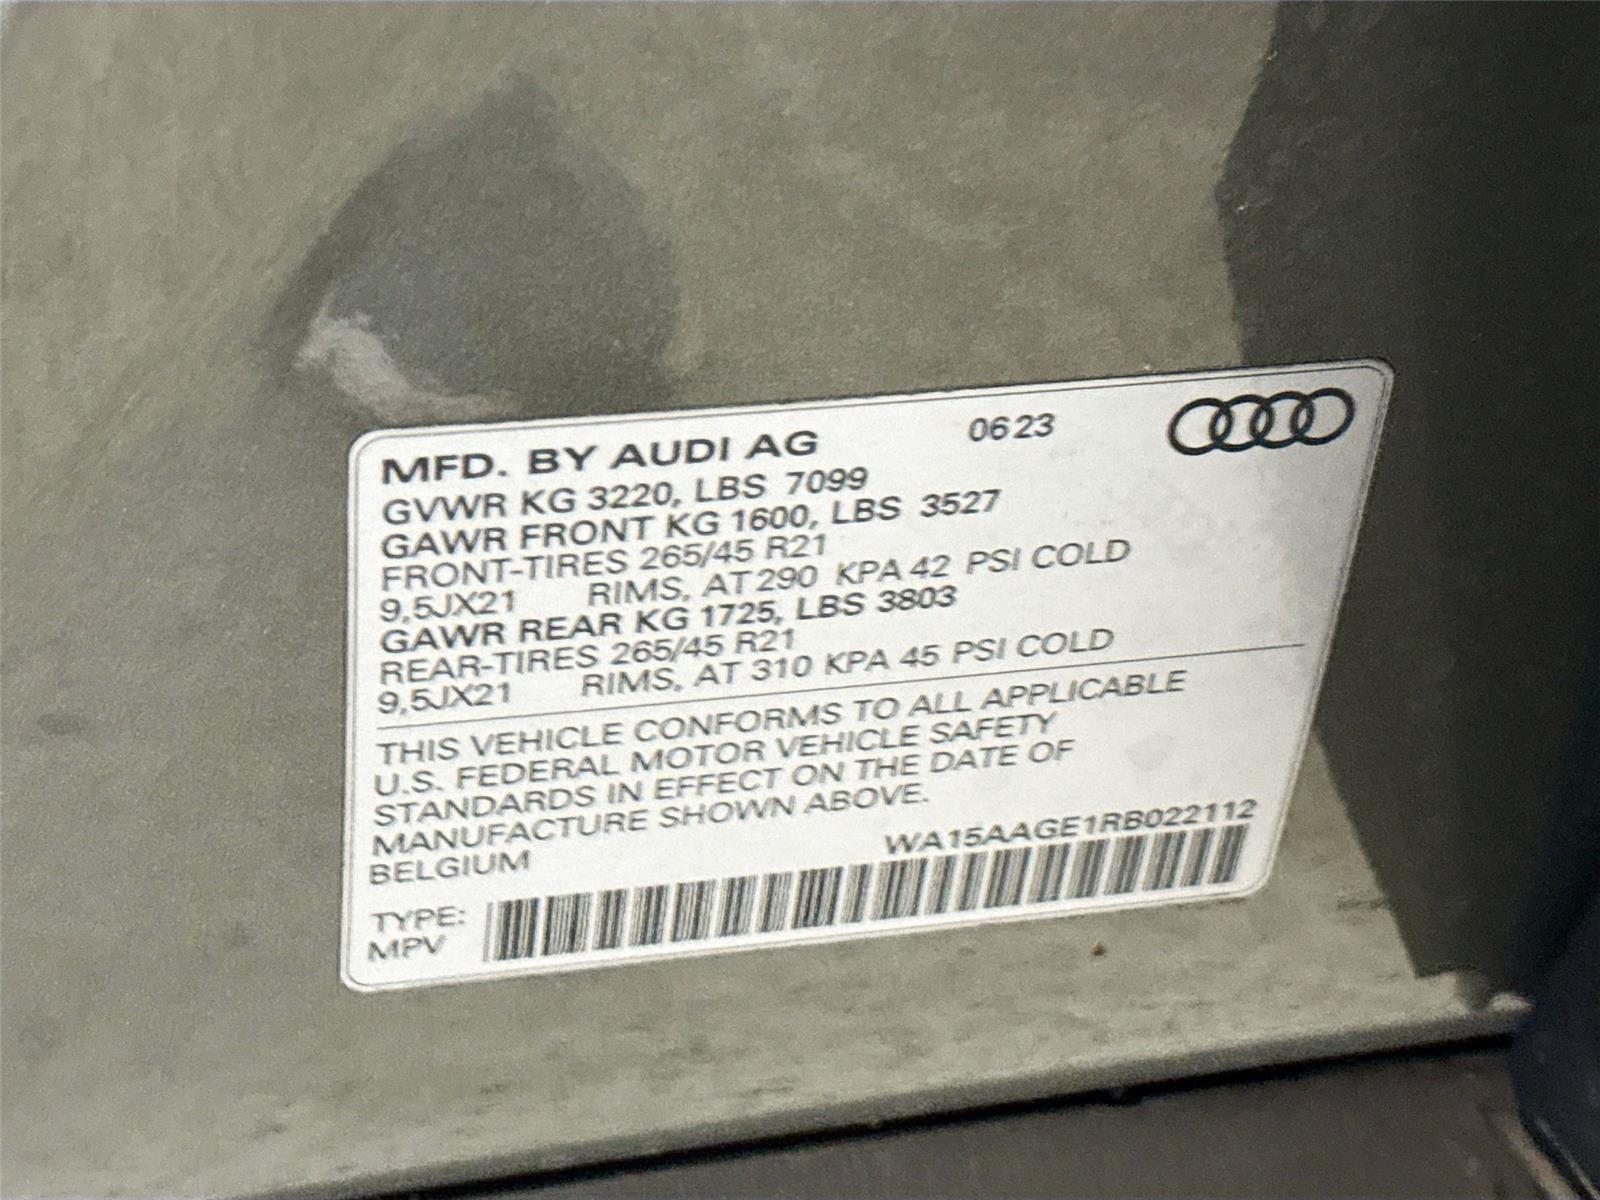 MFD. BY AUDI AG 0623
GVWR KG 3220, LBS 7099
GAWR FRONT KG 1600, LBS 3527
FRONT-TIRES 265/45 R21
9,5JX21 RIMS, AT 290 KPA 42 PSI COLD
GAWR REAR KG 1725, LBS 3803
REAR-TIRES 265/45 R21
9,5JX21 RIMS, AT 310 KPA 45 PSI COLD
THIS VEHICLE CONFORMS TO ALL APPLICABLE
U.S. FEDERAL MOTOR VEHICLE SAFETY
STANDARDS IN EFFECT ON THE DATE OF
MANUFACTURE SHOWN ABOVE.
BELGIUM WA15AAGE1RB022112
TYPE:
MPV